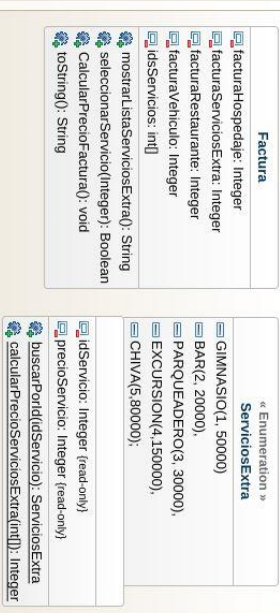 Factura
facturaHospedaje: Integer
facturaServiciosExtra: Integer
facturaRestaurante: Integer
facturaVehiculo: Integer
idsServicios: int[]
mostrarListaServiciosExtra(): String
seleccionarServicio(Integer): Boolean
CalcularPrecioFactura(): void
toString(): String
« Enumeration »
ServiciosExtra
GIMNASIO(1, 50000)
BAR(2, 20000),
PARQUEADERO(3, 30000),
EXCURSION(4,150000),
CHIVA(5,80000);
idServicio: Integer {read-only}
precioServicio: Integer {read-only}
buscarPorId(idServicio): ServiciosExtra
calcularPrecioServiciosExtra(int[]): Integer